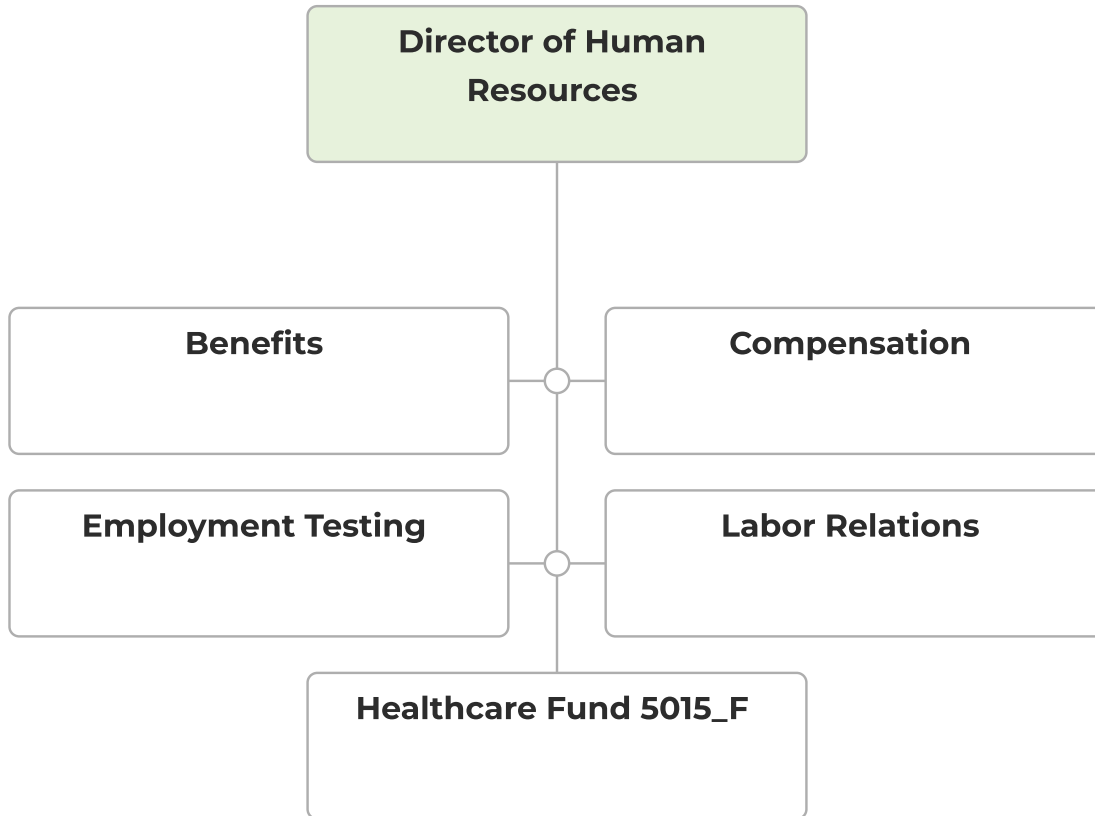 Director of Human
Resources
Benefits
Compensation
Employment Testing
Labor Relations
Healthcare Fund 5015_F